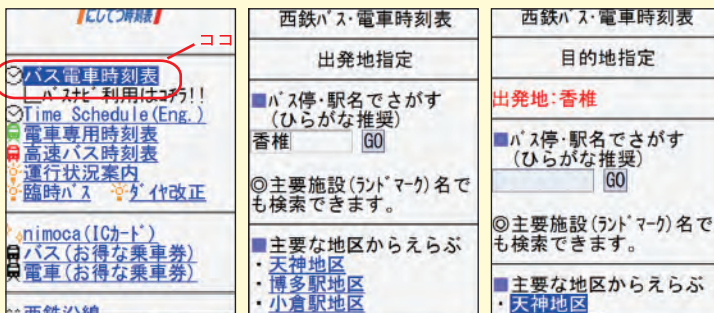 にしてつ時刻表
ココ
バス電車時刻表
バスナビ利用はコチラ!!
Time Schedule(Eng.)
電車専用時刻表
高速バス時刻表
運行状況案内
臨時バス ダイヤ改正
nimoca(ICカード)
バス(お得な乗車券)
電車(お得な乗車券)
西鉄沿線
西鉄バス・電車時刻表
出発地指定
■バス停・駅名でさがす
(ひらがな推奨)
香椎 GO
◎主要施設(ランドマーク)名で
も検索できます。
■主要な地区からえらぶ
・天神地区
・博多駅地区
・小倉駅地区
西鉄バス・電車時刻表
目的地指定
出発地:香椎
■バス停・駅名でさがす
(ひらがな推奨)
GO
◎主要施設(ランドマーク)名で
も検索できます。
■主要な地区からえらぶ
・天神地区